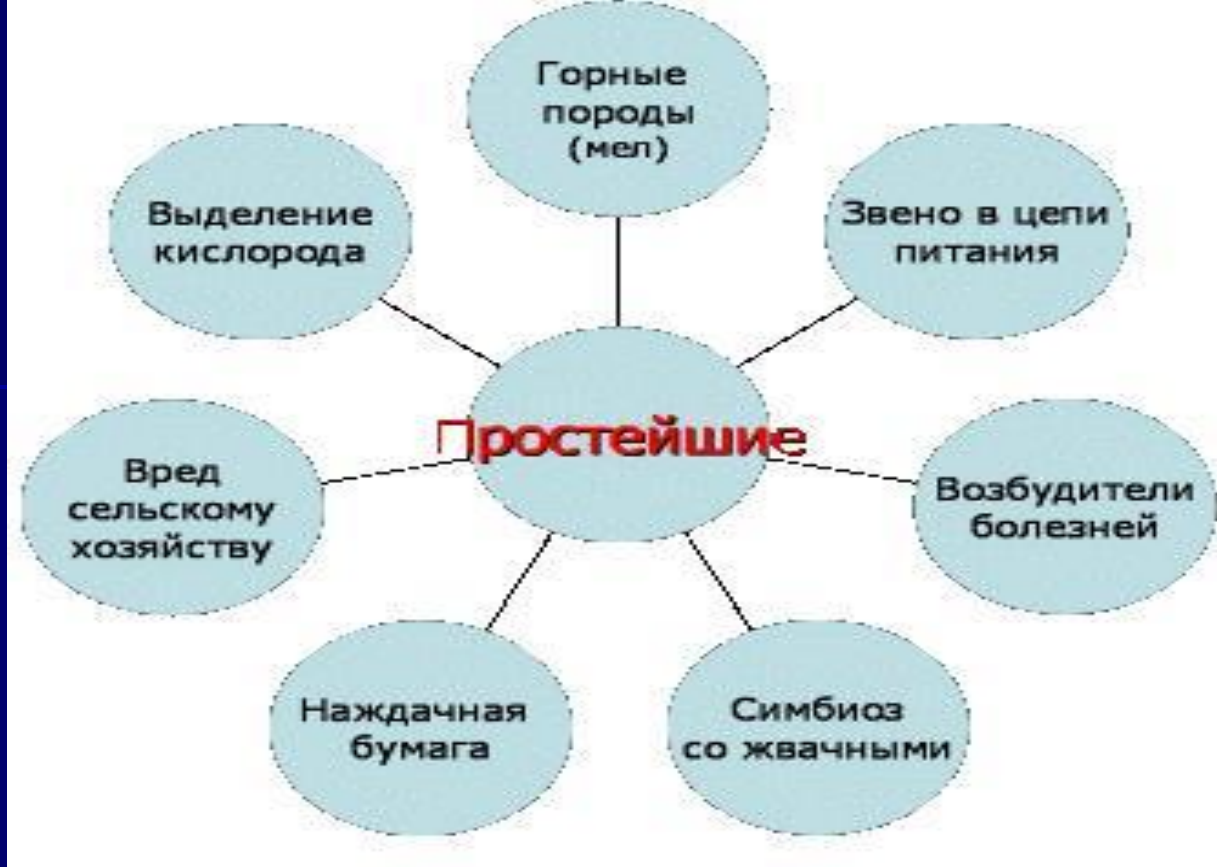 Горные
породы
(мел)
Выделение
кислорода
Звено в цепи
питания
Простейшие
Вред
сельскому
хозяйству
Возбудители
болезней
Наждачная
бумага
Симбиоз
со жвачными